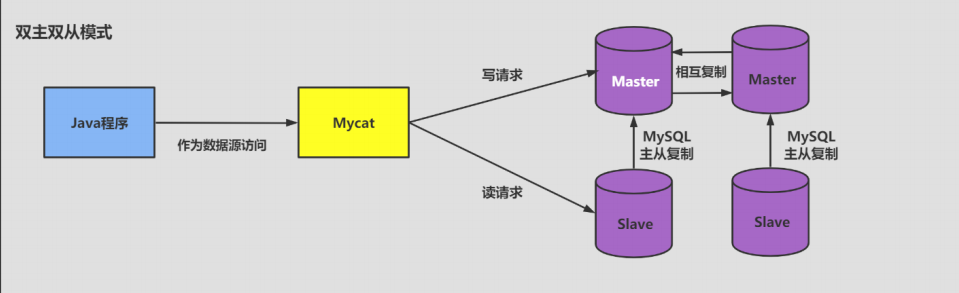 双主双从模式
Java程序
作为数据源访问
Mycat
写请求
读请求
Master
相互复制
Master
MySQL
主从复制
MySQL
主从复制
Slave
Slave